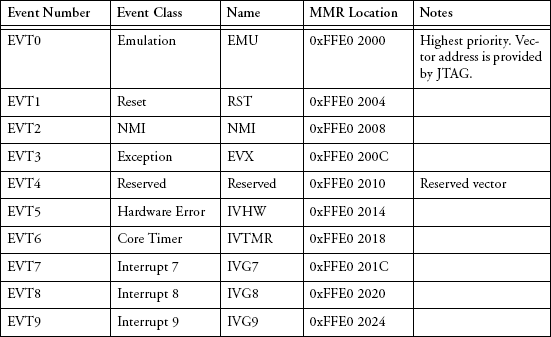 Event Number Event Class Name MMR Location Notes
EVT0 Emulation EMU 0xFFE0 2000 Highest priority. Vec-
tor address is provided
by JTAG.
EVT1 Reset RST 0xFFE0 2004
EVT2 NMI NMI 0xFFE0 2008
EVT3 Exception EVX 0xFFE0 200C
EVT4 Reserved Reserved 0xFFE0 2010 Reserved vector
EVT5 Hardware Error IVHW 0xFFE0 2014
EVT6 Core Timer IVTMR 0xFFE0 2018
EVT7 Interrupt 7 IVG7 0xFFE0 201C
EVT8 Interrupt 8 IVG8 0xFFE0 2020
EVT9 Interrupt 9 IVG9 0xFFE0 2024